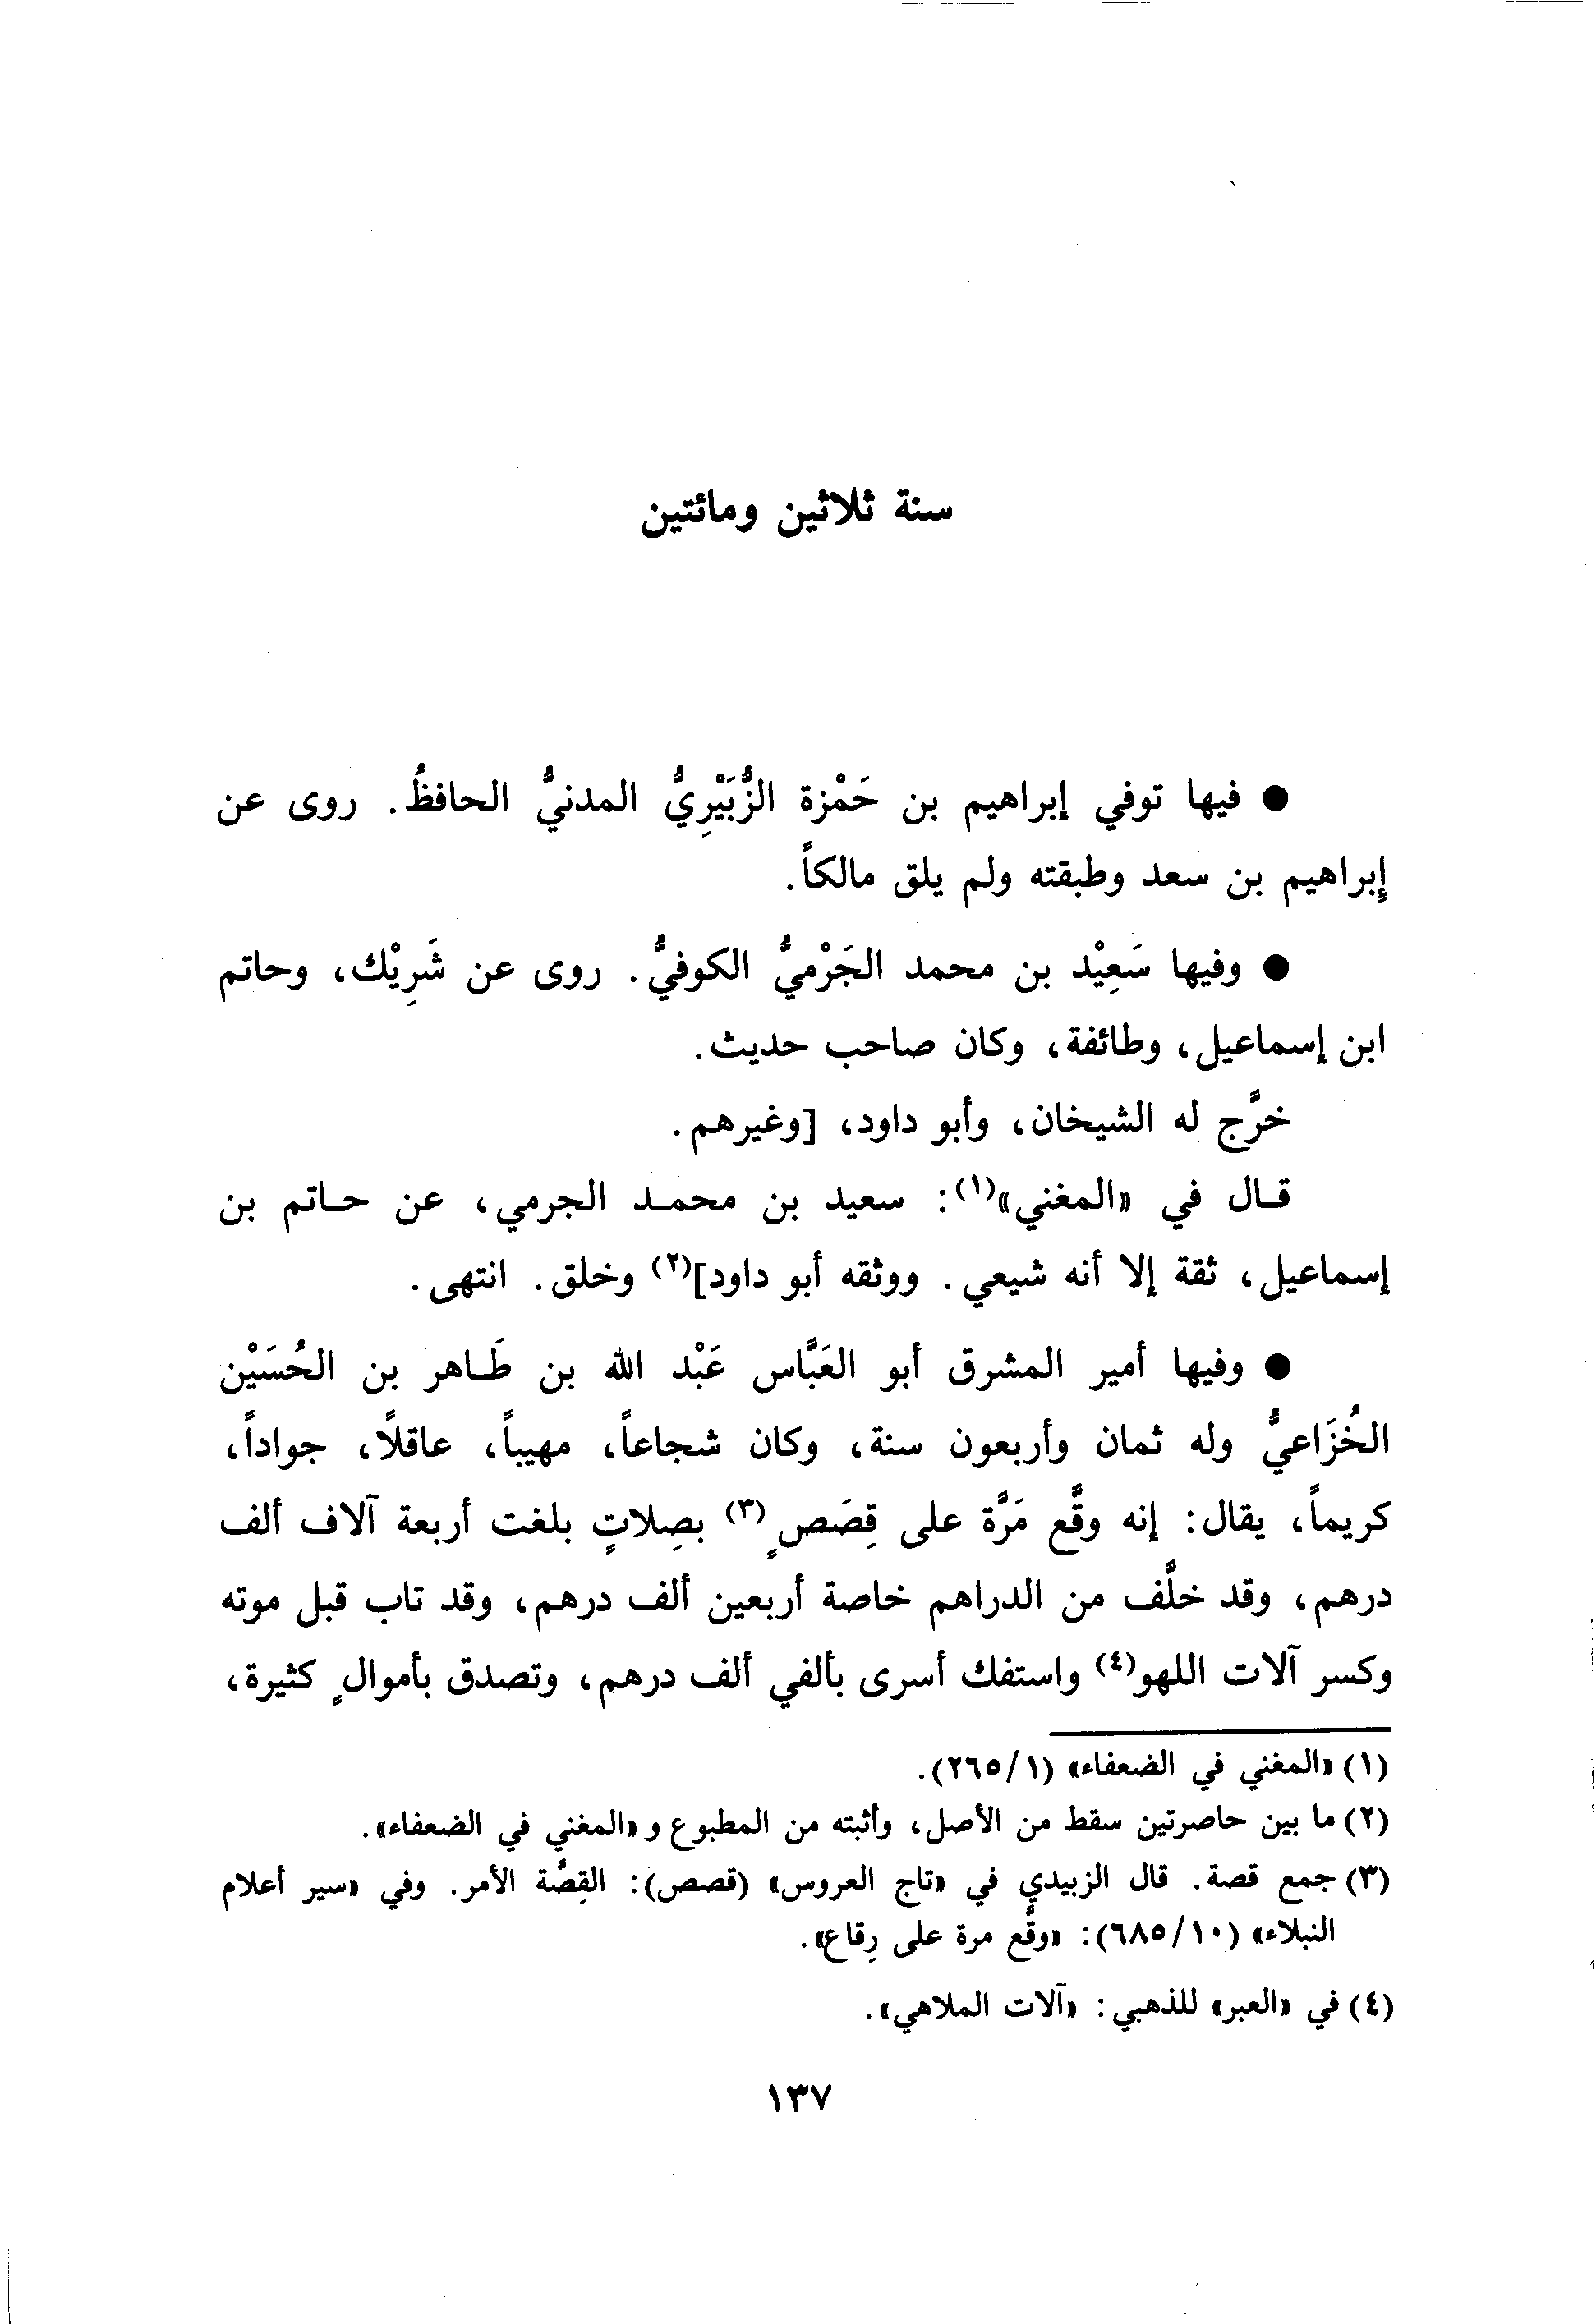 سنة ثلاثين ومائتين
● فيها توفي إبراهيم بن حَمْزة الزُّبَيْرِيُّ المدنيُّ الحافظُ. روى عن
إبراهيم بن سعد وطبقته ولم يلق مالكاً.
● وفيها سَعِيْد بن محمد الجَرْميُّ الكوفيُّ. روى عن شَرِيْك، وحاتم
ابن إسماعيل، وطائفة، وكان صاحب حديث.
خرَّج له الشيخان، وأبو داود، [وغيرهم.
قال في «المغني»(١): سعيد بن محمد الجرمي، عن حاتم بن
إسماعيل، ثقة إلا أنه شيعي. ووثقه أبو داود](٢) وخلق. انتهى.
● وفيها أمير المشرق أبو العَبَّاس عَبْد الله بن طَاهر بن الحُسَيْن
الخُزَاعيُّ وله ثمان وأربعون سنة، وكان شجاعاً، مهيباً، عاقلاً، جواداً،
كريماً، يقال: إنه وقَّع مَرَّة على قِصَصٍ(٣) بصِلاتٍ بلغت أربعة آلاف ألف
درهم، وقد خلَّف من الدراهم خاصة أربعين ألف درهم، وقد تاب قبل موته
وكسر آلات اللهو(٤) واستفك أسرى بألفي ألف درهم، وتصدق بأموالٍ كثيرة،
(١) «المغني في الضعفاء» (١/٢٦٥).
(٢) ما بين حاصرتين سقط من الأصل، وأثبته من المطبوع و«المغني في الضعفاء».
(٣) جمع قصة. قال الزبيدي في «تاج العروس» (قصص): القِصَّة الأمر. وفي «سير أعلام
النبلاء» (١٠/٦٨٥): «وقَّع مرة على رِقاع».
(٤) في «العبر» للذهبي: «آلات الملاهي».
١٣٧